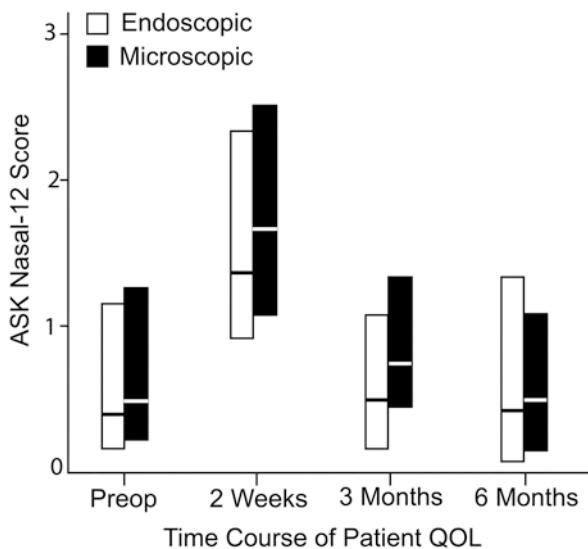 3
Endoscopic
Microscopic
2
1
0
ASK Nasal-12 Score
Preop
2 Weeks
3 Months
6 Months
Time Course of Patient QOL